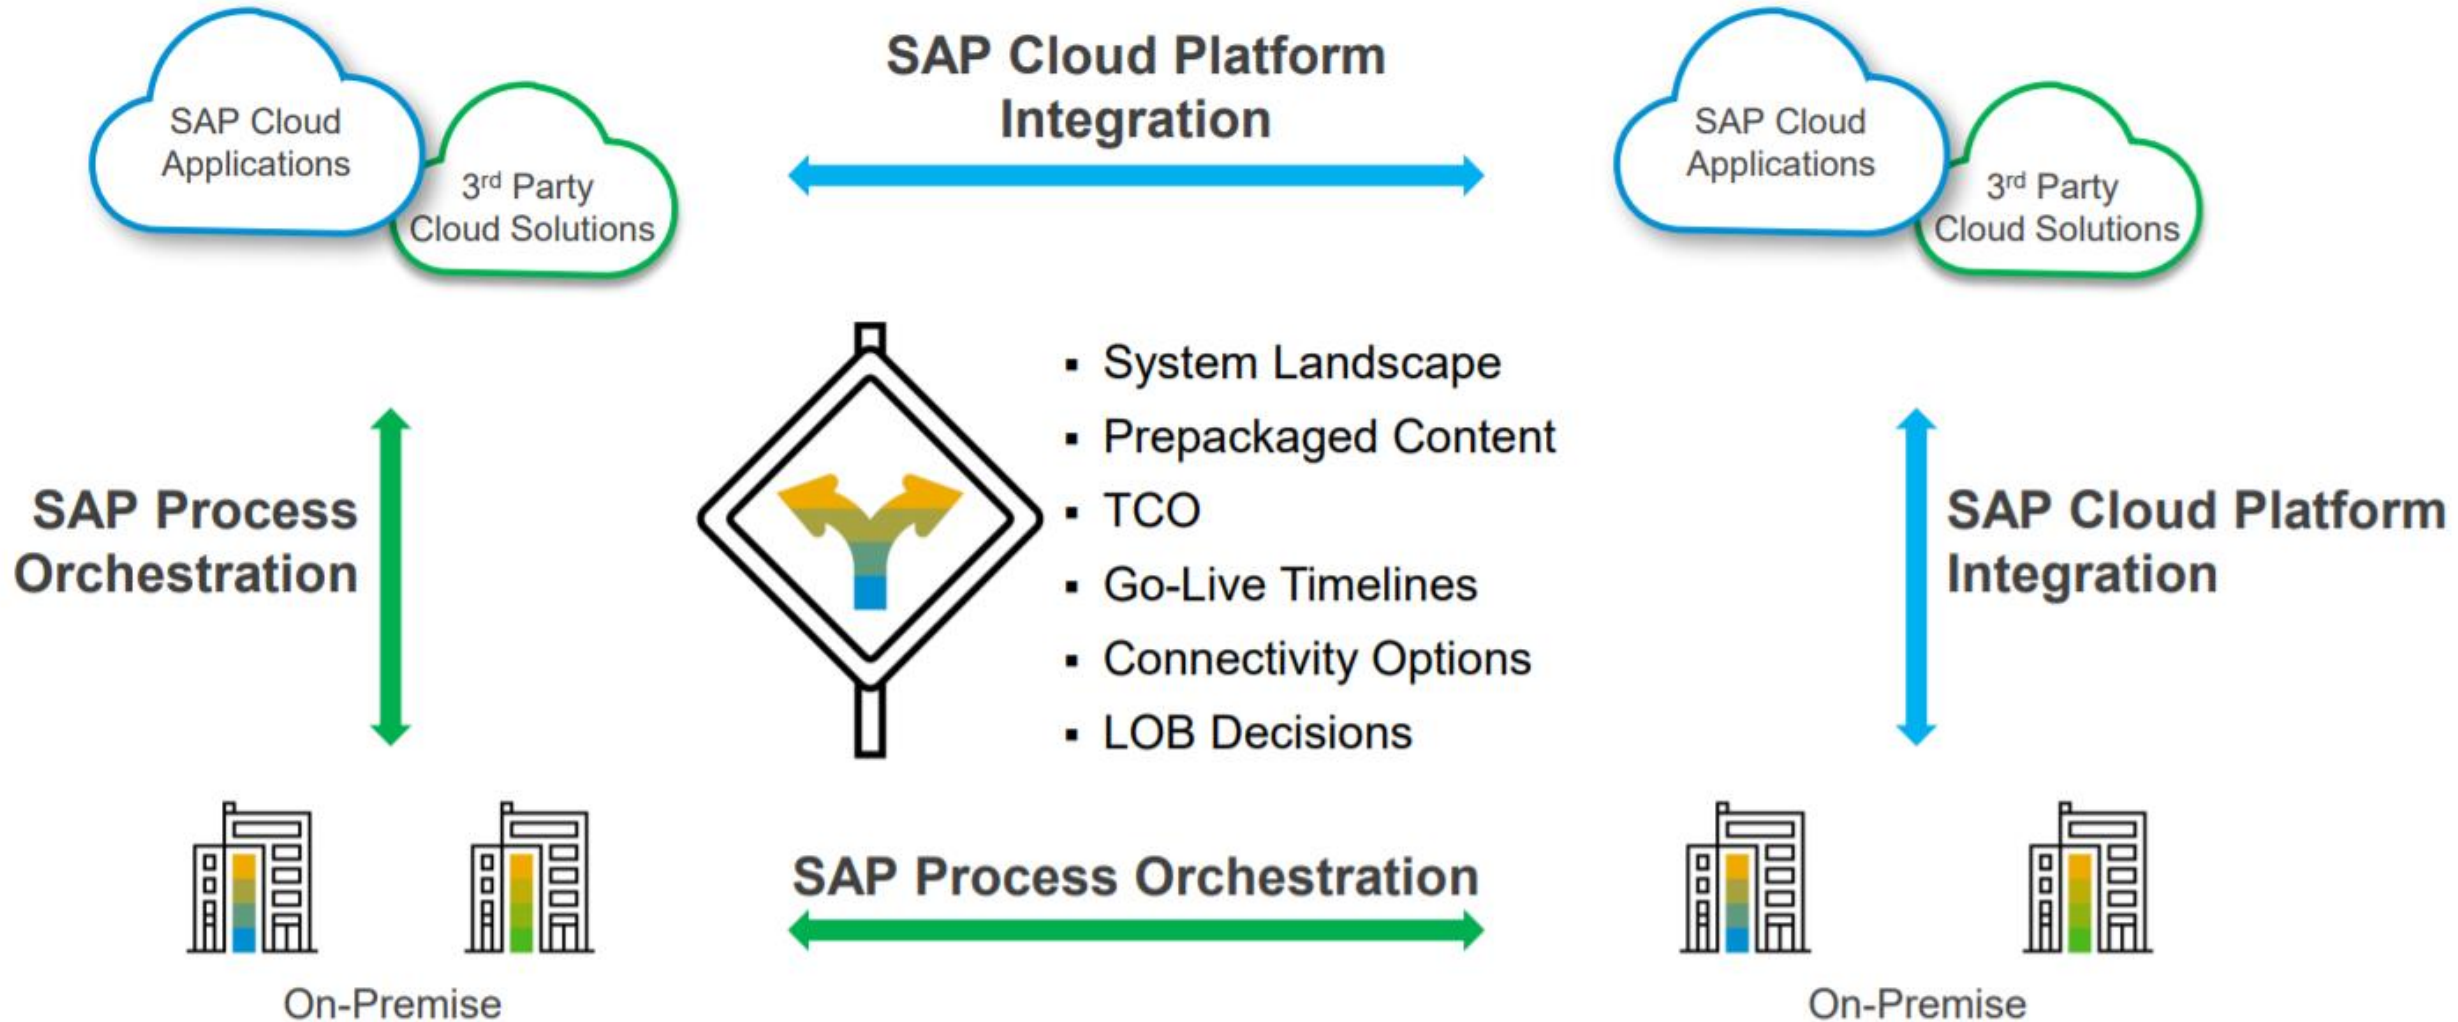 SAP Cloud
Applications
3rd Party
Cloud Solutions
SAP Cloud Platform
Integration
SAP Cloud
Applications
3rd Party
Cloud Solutions
SAP Process
Orchestration
▪ System Landscape
▪ Prepackaged Content
▪ TCO
▪ Go-Live Timelines
▪ Connectivity Options
▪ LOB Decisions
SAP Cloud Platform
Integration
SAP Process Orchestration
On-Premise
On-Premise